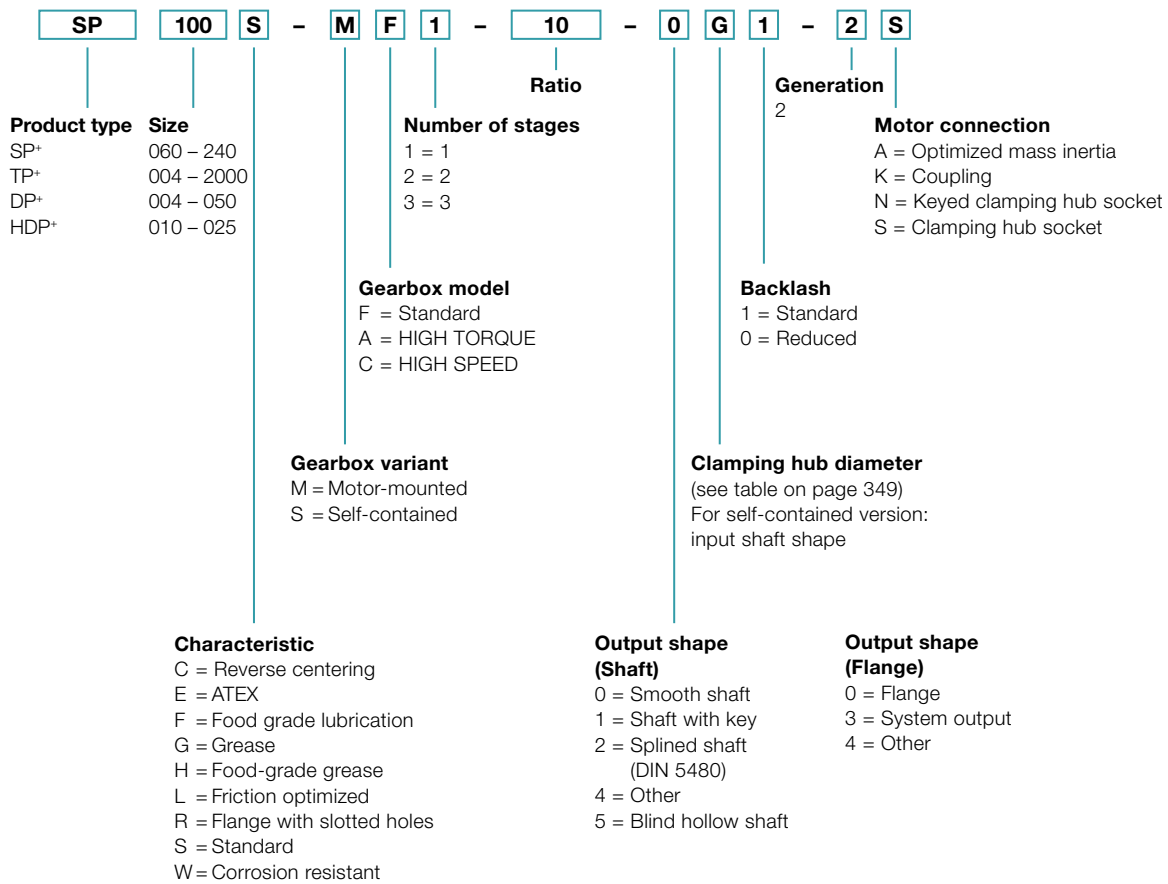 SP 100 S – M F 1 – 10 – 0 G 1 – 2 S
Ratio
Generation
2
Product type
SP+
TP+
DP+
HDP+
Size
060 – 240
004 – 2000
004 – 050
010 – 025
Number of stages
1 = 1
2 = 2
3 = 3
Motor connection
A = Optimized mass inertia
K = Coupling
N = Keyed clamping hub socket
S = Clamping hub socket
Gearbox model
F = Standard
A = HIGH TORQUE
C = HIGH SPEED
Backlash
1 = Standard
0 = Reduced
Gearbox variant
M = Motor-mounted
S = Self-contained
Clamping hub diameter
(see table on page 349)
For self-contained version:
input shaft shape
Characteristic
C = Reverse centering
E = ATEX
F = Food grade lubrication
G = Grease
H = Food-grade grease
L = Friction optimized
R = Flange with slotted holes
S = Standard
W = Corrosion resistant
Output shape
(Shaft)
0 = Smooth shaft
1 = Shaft with key
2 = Splined shaft
(DIN 5480)
4 = Other
5 = Blind hollow shaft
Output shape
(Flange)
0 = Flange
3 = System output
4 = Other